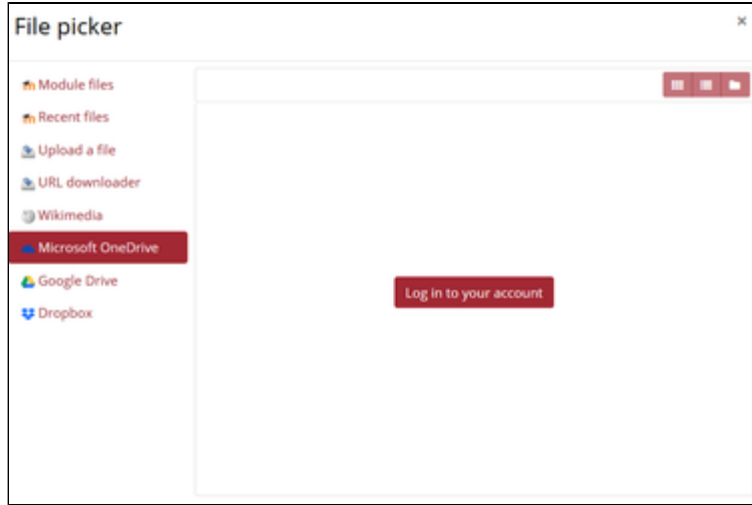 File picker
×
Module files
Recent files
Upload a file
URL downloader
Wikimedia
Microsoft OneDrive
Google Drive
Dropbox
Log in to your account